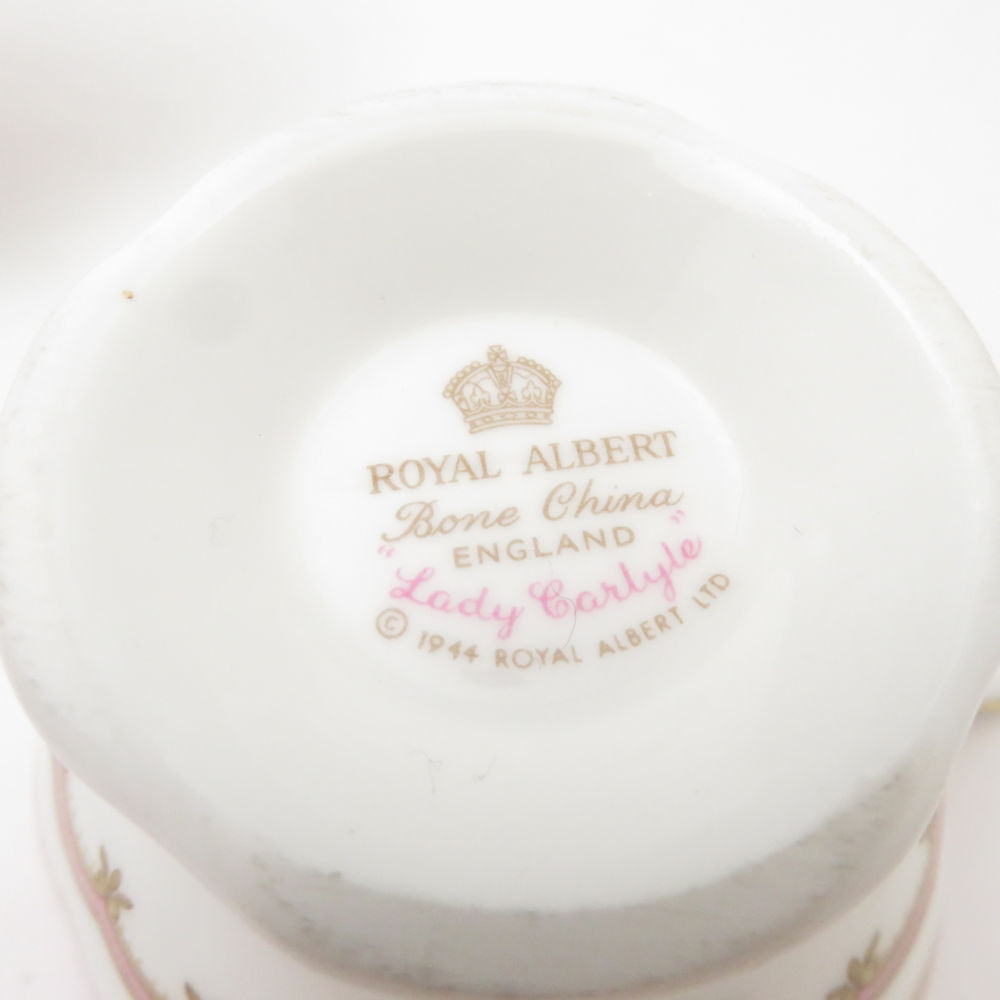 ROYAL ALBERT
Bone China
ENGLAND
"Lady Carlyle"
© 1944 ROYAL ALBERT LTD